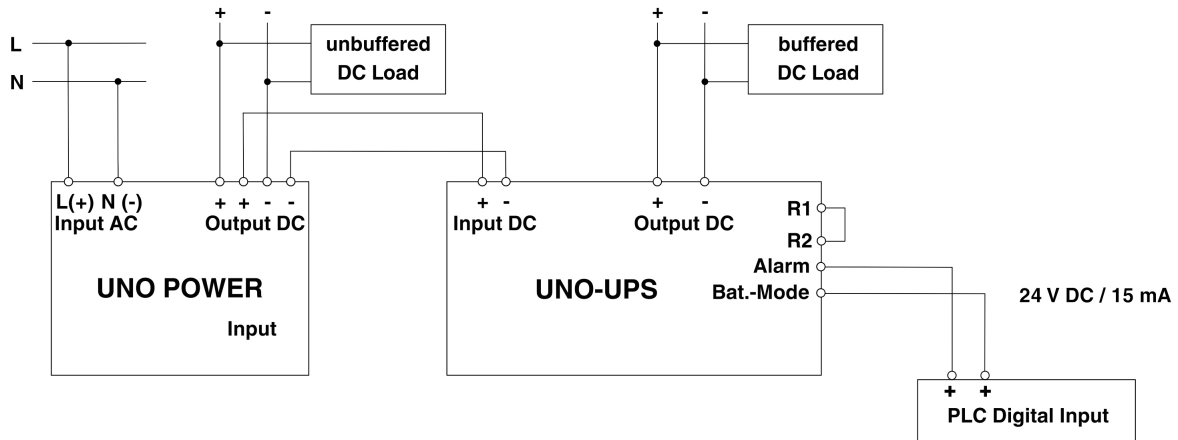 + - + -
L
unbuffered
DC Load
buffered
DC Load
N
L(+) N (-)
Input AC
+ + - -
Output DC
+ -
Input DC
+ -
Output DC
R1
R2
Alarm
Bat.-Mode
UNO POWER
Input
UNO-UPS
24 V DC / 15 mA
+ +
PLC Digital Input